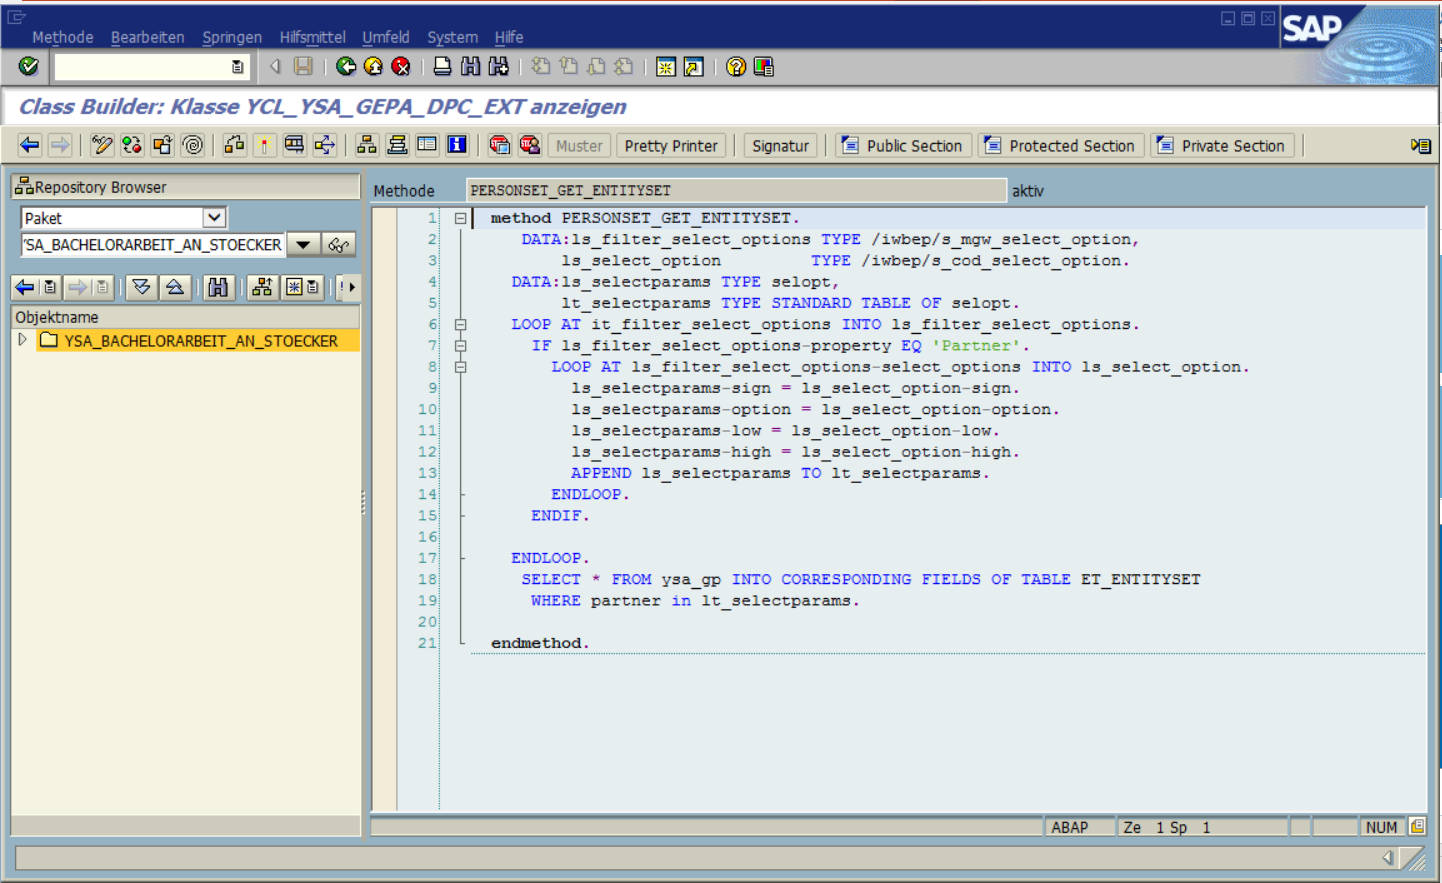 Methode Bearbeiten Springen Hilfsmittel Umfeld System Hilfe
SAP
Class Builder: Klasse YCL_YSA_GEPA_DPC_EXT anzeigen
Muster Pretty Printer Signatur Public Section Protected Section Private Section
Repository Browser
Paket
SA_BACHELORARBEIT_AN_STOECKER
Objektname
YSA_BACHELORARBEIT_AN_STOECKER
Methode PERSONSET_GET_ENTITYSET aktiv
1 method PERSONSET_GET_ENTITYSET.
2 DATA:ls_filter_select_options TYPE /iwbep/s_mgw_select_option,
3 ls_select_option TYPE /iwbep/s_cod_select_option.
4 DATA:ls_selectparams TYPE selopt,
5 lt_selectparams TYPE STANDARD TABLE OF selopt.
6 LOOP AT it_filter_select_options INTO ls_filter_select_options.
7 IF ls_filter_select_options-property EQ 'Partner'.
8 LOOP AT ls_filter_select_options-select_options INTO ls_select_option.
9 ls_selectparams-sign = ls_select_option-sign.
10 ls_selectparams-option = ls_select_option-option.
11 ls_selectparams-low = ls_select_option-low.
12 ls_selectparams-high = ls_select_option-high.
13 APPEND ls_selectparams TO lt_selectparams.
14 ENDLOOP.
15 ENDIF.
16
17 ENDLOOP.
18 SELECT * FROM ysa_gp INTO CORRESPONDING FIELDS OF TABLE ET_ENTITYSET
19 WHERE partner in lt_selectparams.
20
21 endmethod.
ABAP Ze 1 Sp 1 NUM